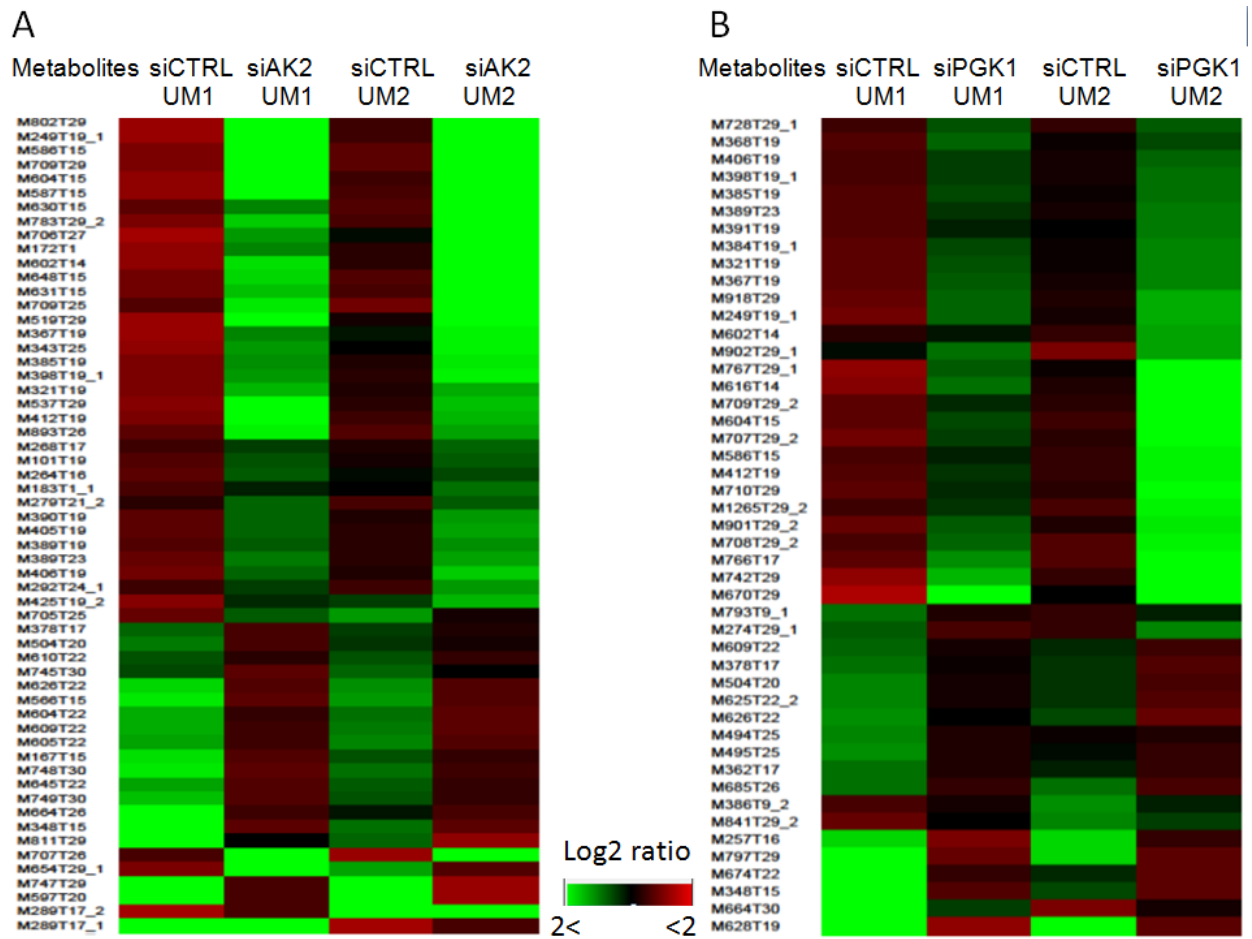 A
Metabolites siCTRL siAK2 siCTRL siAK2
UM1 UM1 UM2 UM2
M802T29
M249T19_1
M586T15
M709T29
M604T15
M587T15
M630T15
M783T29_2
M706T27
M172T1
M602T14
M648T15
M631T15
M709T25
M519T29
M367T19
M343T25
M385T19
M398T19_1
M321T19
M537T29
M412T19
M893T26
M268T17
M101T19
M264T16
M183T1_1
M279T21_2
M390T19
M405T19
M389T19
M389T23
M406T19
M292T24_1
M425T19_2
M705T25
M378T17
M504T20
M610T22
M745T30
M626T22
M566T15
M604T22
M609T22
M605T22
M167T15
M748T30
M645T22
M749T30
M664T26
M348T15
M811T29
M707T26
M654T29_1
M747T29
M597T20
M289T17_2
M289T17_1
Log2 ratio
2< <2
B
Metabolites siCTRL siPGK1 siCTRL siPGK1
UM1 UM1 UM2 UM2
M728T29_1
M368T19
M406T19
M398T19_1
M385T19
M389T23
M391T19
M384T19_1
M321T19
M367T19
M918T29
M249T19_1
M602T14
M902T29_1
M767T29_1
M616T14
M709T29_2
M604T15
M707T29_2
M586T15
M412T19
M710T29
M1265T29_2
M901T29_2
M708T29_2
M766T17
M742T29
M670T29
M793T9_1
M274T29_1
M609T22
M378T17
M504T20
M625T22_2
M626T22
M494T25
M495T25
M362T17
M685T26
M386T9_2
M841T29_2
M257T16
M797T29
M674T22
M348T15
M664T30
M628T19